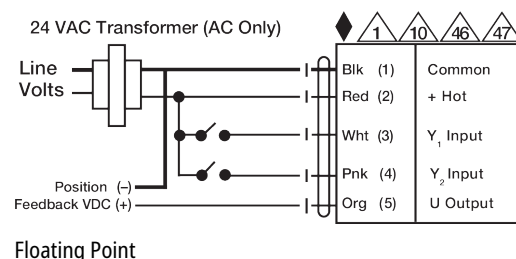 24 VAC Transformer (AC Only)
1 10 46 47
Line
Volts
Blk (1) Common
Red (2) + Hot
Wht (3) Y1 Input
Pnk (4) Y2 Input
Position (–)
Feedback VDC (+)
Org (5) U Output
Floating Point